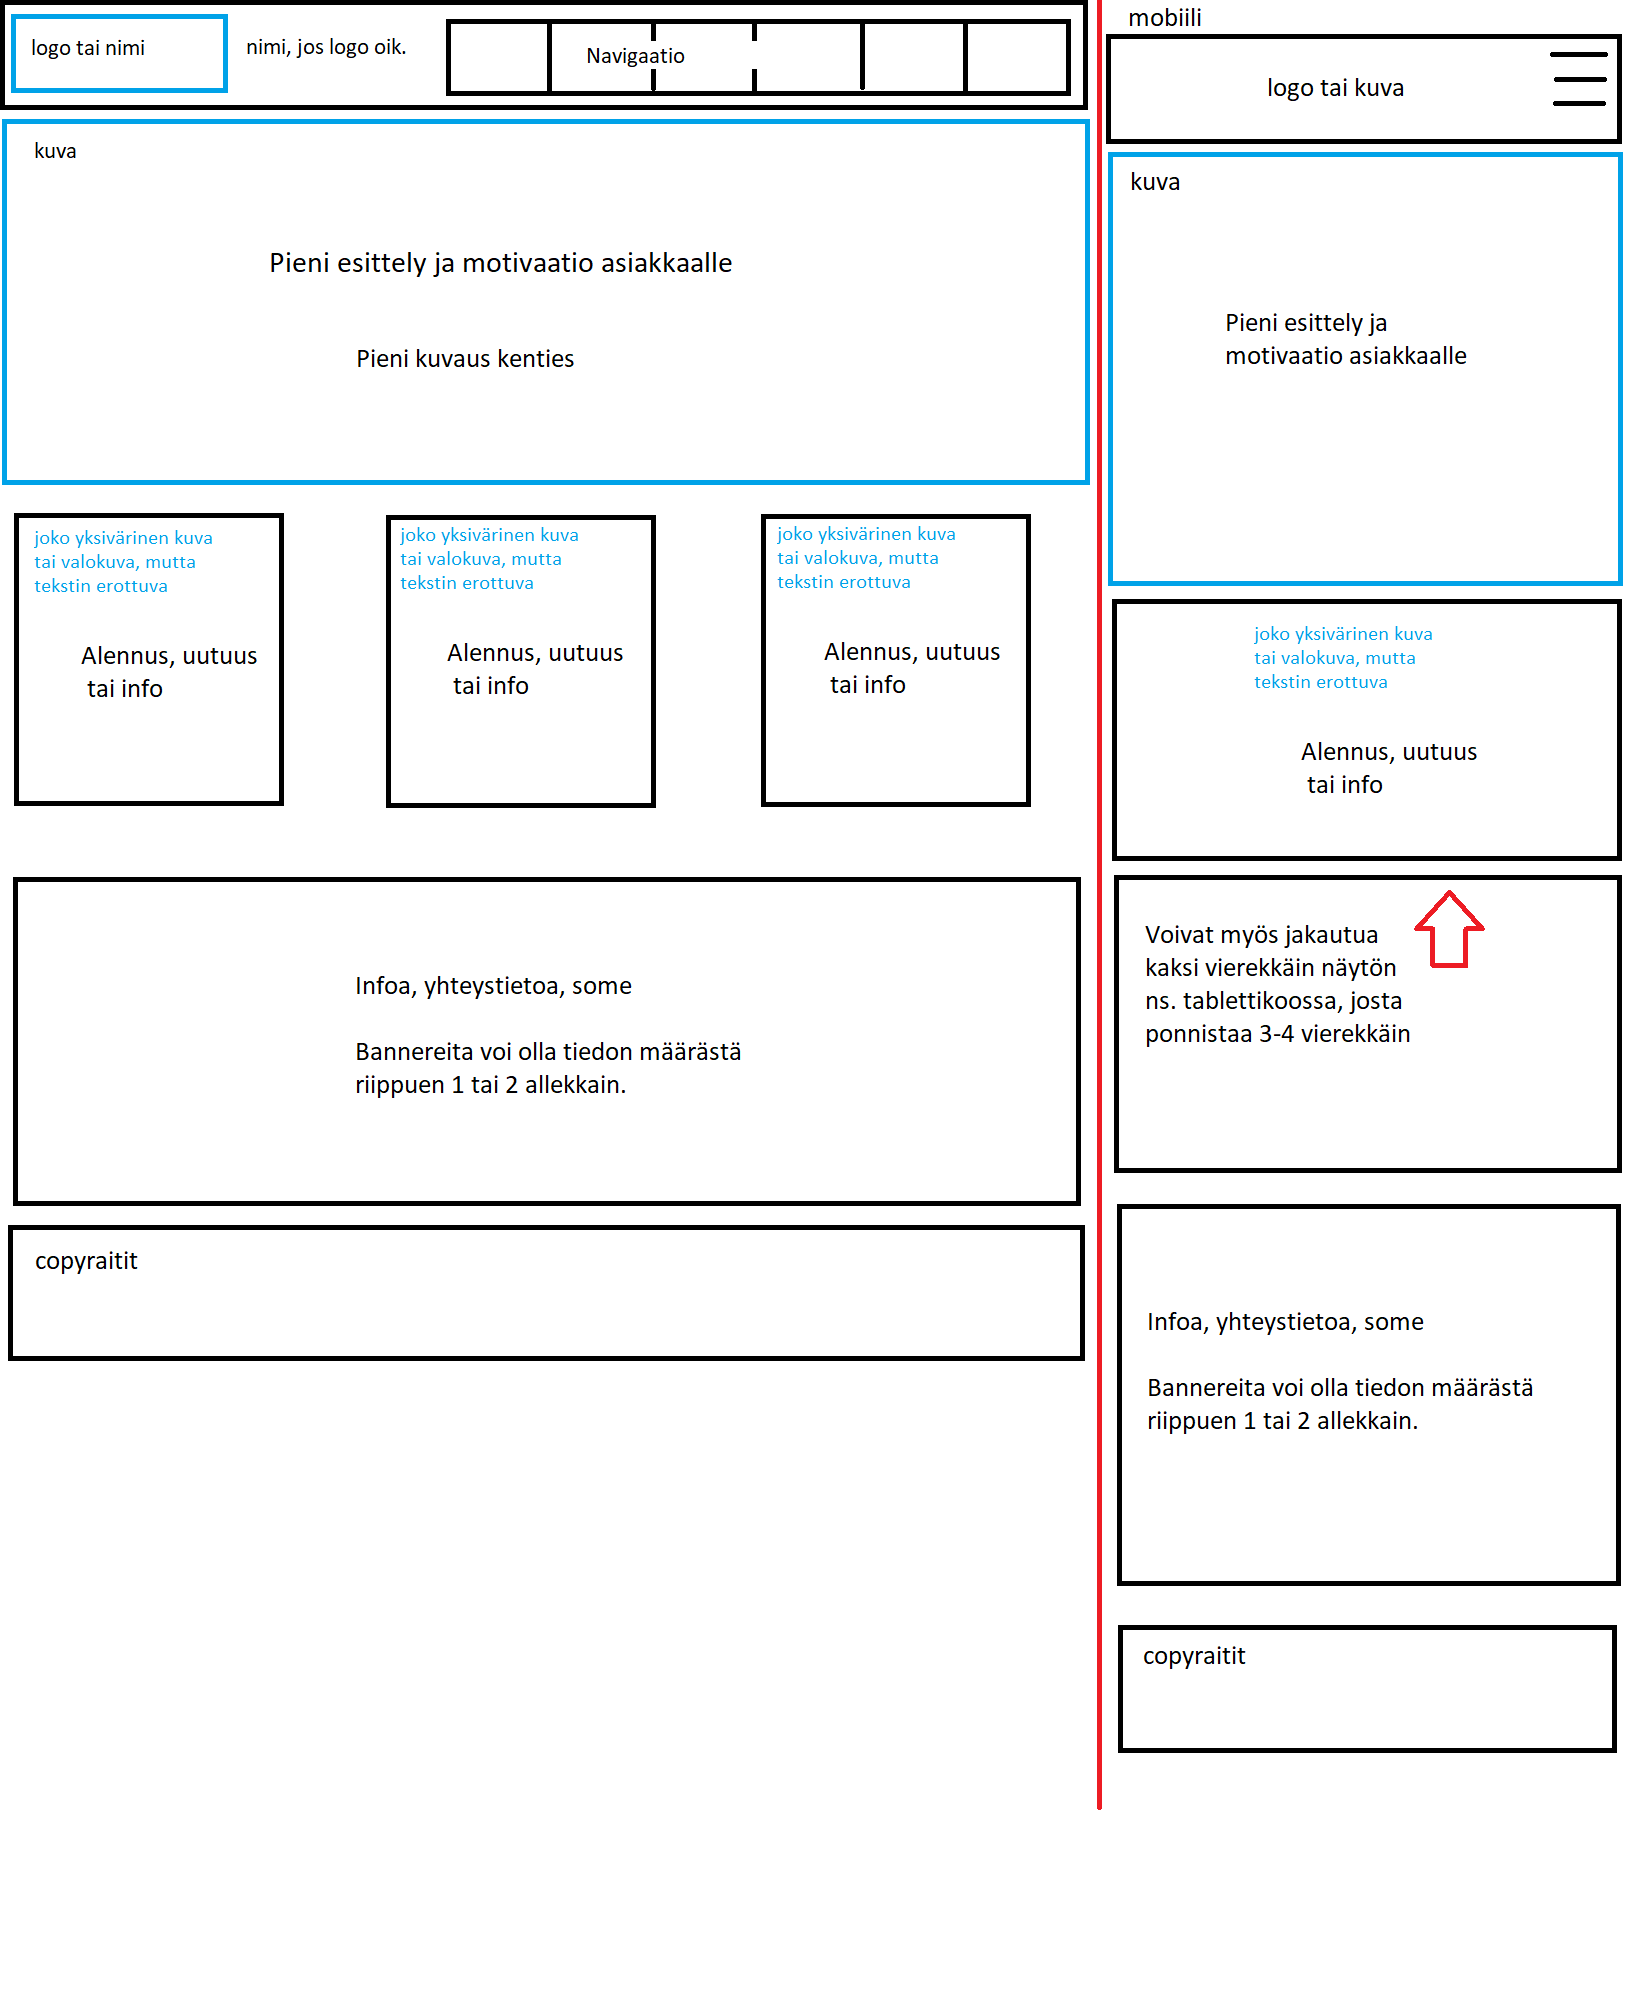 logo tai nimi
nimi, jos logo oik.
Navigaatio
kuva
Pieni esittely ja motivaatio asiakkaalle
Pieni kuvaus kenties
joko yksivärinen kuva
tai valokuva, mutta
tekstin erottuva
Alennus, uutuus
tai info
joko yksivärinen kuva
tai valokuva, mutta
tekstin erottuva
Alennus, uutuus
tai info
joko yksivärinen kuva
tai valokuva, mutta
tekstin erottuva
Alennus, uutuus
tai info
Infoa, yhteystietoa, some
Bannereita voi olla tiedon määrästä
riippuen 1 tai 2 allekkain.
copyraitit
mobiili
logo tai kuva
kuva
Pieni esittely ja
motivaatio asiakkaalle
joko yksivärinen kuva
tai valokuva, mutta
tekstin erottuva
Alennus, uutuus
tai info
Voivat myös jakautua
kaksi vierekkäin näytön
ns. tablettikoossa, josta
ponnistaa 3-4 vierekkäin
Infoa, yhteystietoa, some
Bannereita voi olla tiedon määrästä
riippuen 1 tai 2 allekkain.
copyraitit